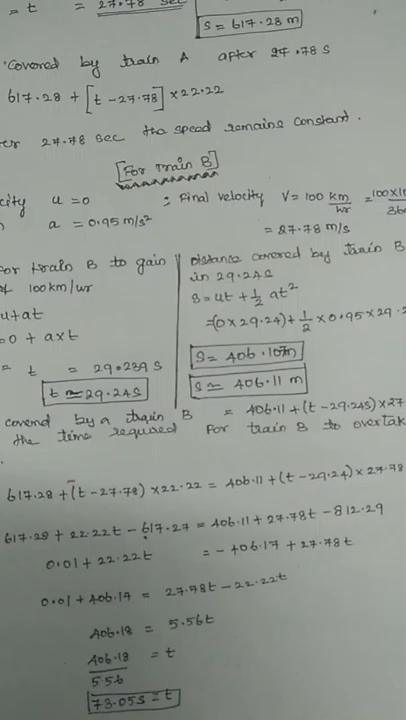 = t = 27.78 sec
S = 617.28 m
Covered by train A after 27.78 S
617.28 + [t - 27.78] × 22.22
27.78 sec the speed remains constant.
[For train B]
u = 0
: Final velocity V = 100 km/hr =
a = 0.95 m/s²
= 27.78 m/s
for train B to gain
100 km/hr
u + at
0 + axt
= t = 29.239 S
t ≈ 29.24 S
distance covered by train B
in 29.24 S
S = ut + 1/2 at²
= (0 × 29.24) + 1/2 × 0.95 × 29.2
S = 406.107m
S ≈ 406.11 m
covered by a train B = 406.11 + (t - 29.245) × 27
the time required for train B to overtak
617.28 + (t - 27.78) × 22.22 = 406.11 + (t - 29.24) × 27.78
617.28 + 22.22t - 617.27 = 406.11 + 27.78t - 812.29
0.01 + 22.22t = - 406.17 + 27.78t
0.01 + 406.17 = 27.78t - 22.22t
406.18 = 5.56t
406.18/5.56 = t
73.05 S = t